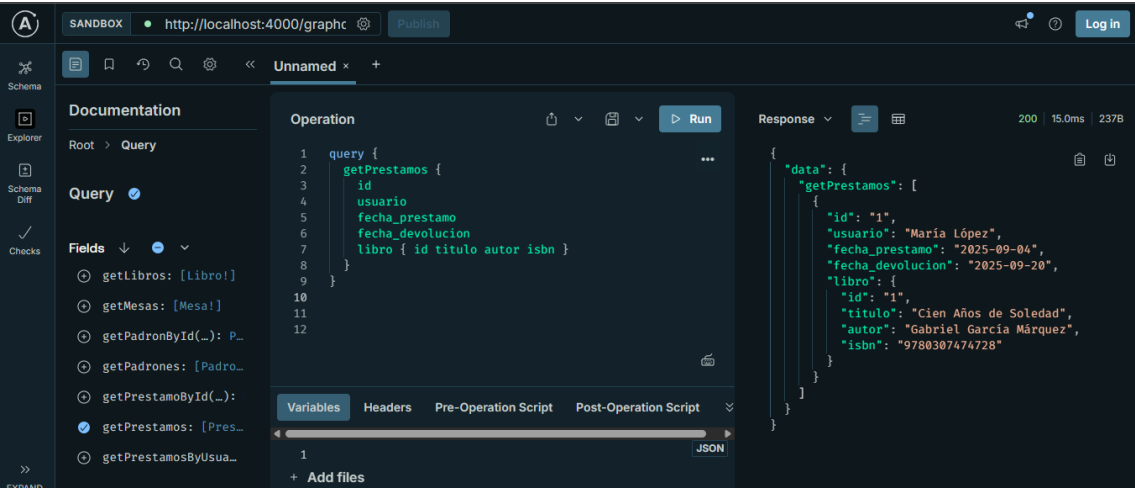 SANDBOX http://localhost:4000/graphc Publish Log in
Schema
Explorer
Schema Diff
Checks
EXPAND
Unnamed × +
Documentation
Root > Query
Query
Fields
getLibros: [Libro!]
getMesas: [Mesa!]
getPadronById(…): P…
getPadrones: [Padro…
getPrestamoById(…):
getPrestamos: [Pres…
getPrestamosByUsua…
Operation Run
1 query {
2 getPrestamos {
3 id
4 usuario
5 fecha_prestamo
6 fecha_devolucion
7 libro { id titulo autor isbn }
8 }
9 }
10
11
12
Variables Headers Pre-Operation Script Post-Operation Script
1
JSON
+ Add files
Response 200 15.0ms 237B
{
"data": {
"getPrestamos": [
{
"id": "1",
"usuario": "María López",
"fecha_prestamo": "2025-09-04",
"fecha_devolucion": "2025-09-20",
"libro": {
"id": "1",
"titulo": "Cien Años de Soledad",
"autor": "Gabriel García Márquez",
"isbn": "9780307474728"
}
}
]
}
}